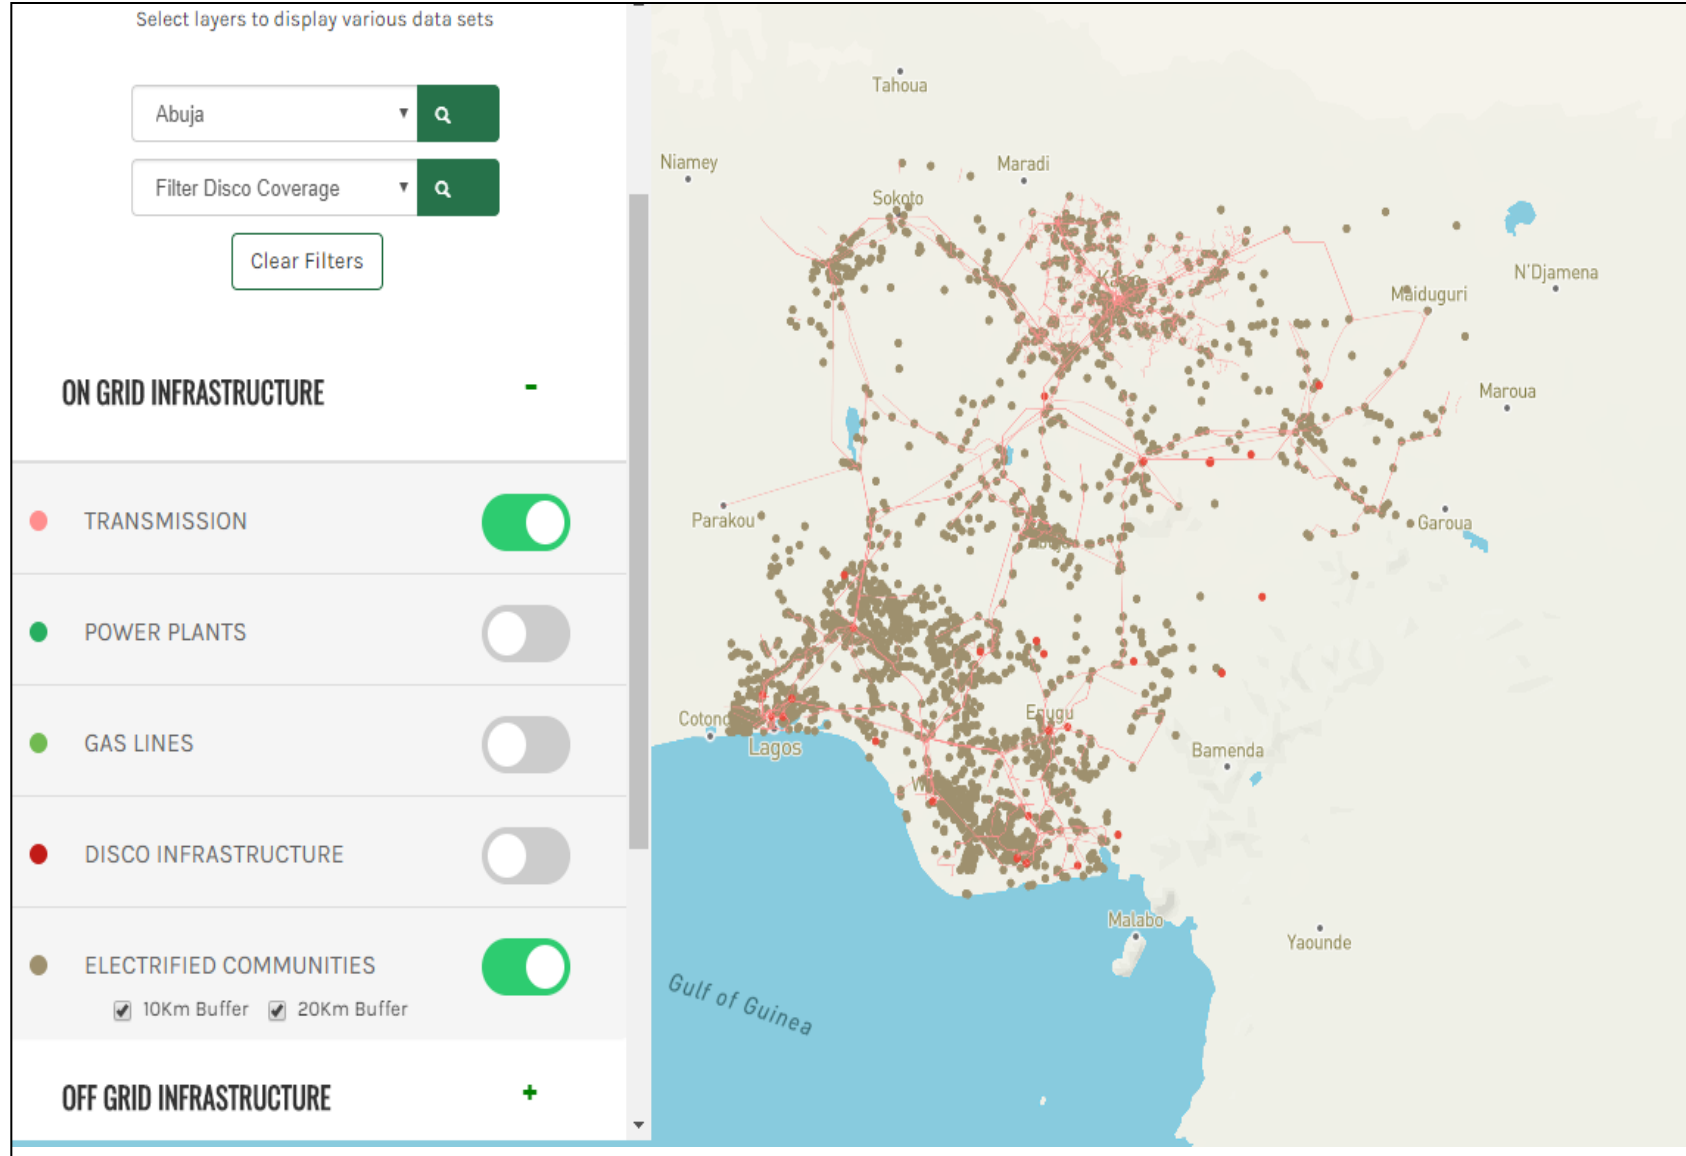 Select layers to display various data sets
Abuja
Filter Disco Coverage
Clear Filters
ON GRID INFRASTRUCTURE
-
TRANSMISSION
POWER PLANTS
GAS LINES
DISCO INFRASTRUCTURE
ELECTRIFIED COMMUNITIES
10Km Buffer 20Km Buffer
OFF GRID INFRASTRUCTURE
+
Tahoua
Niamey
Maradi
Sokoto
N'Djamena
Maiduguri
Maroua
Parakou
Garoua
Enugu
Lagos
Bamenda
Malabo
Yaounde
Gulf of Guinea